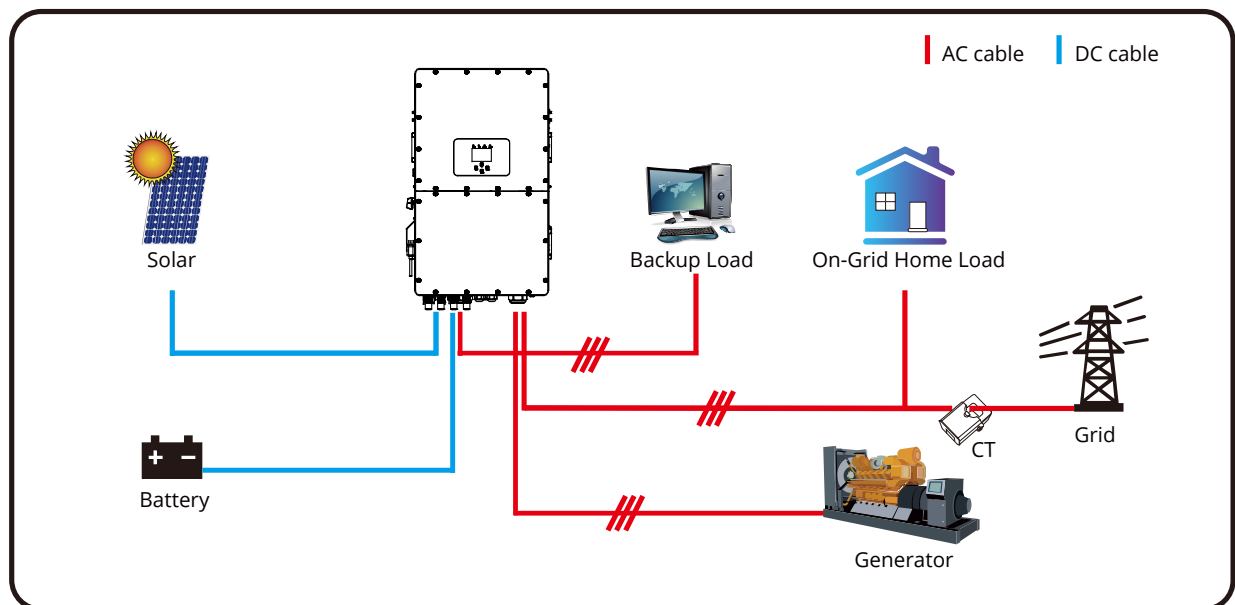 AC cable
DC cable
Solar
Backup Load
On-Grid Home Load
CT
Grid
Battery
Generator